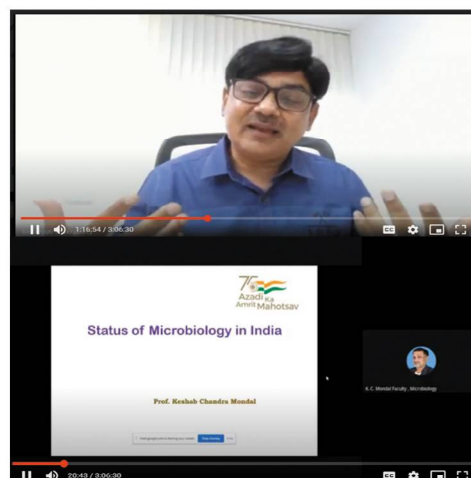 1:16:54 / 3:06:30
CC
75
Azadi Ka
Amrit Mahotsav
Status of Microbiology in India
Prof. Keshab Chandra Mondal
K. C. Mondal Faculty , Microbiology
20:43 / 3:06:30
CC